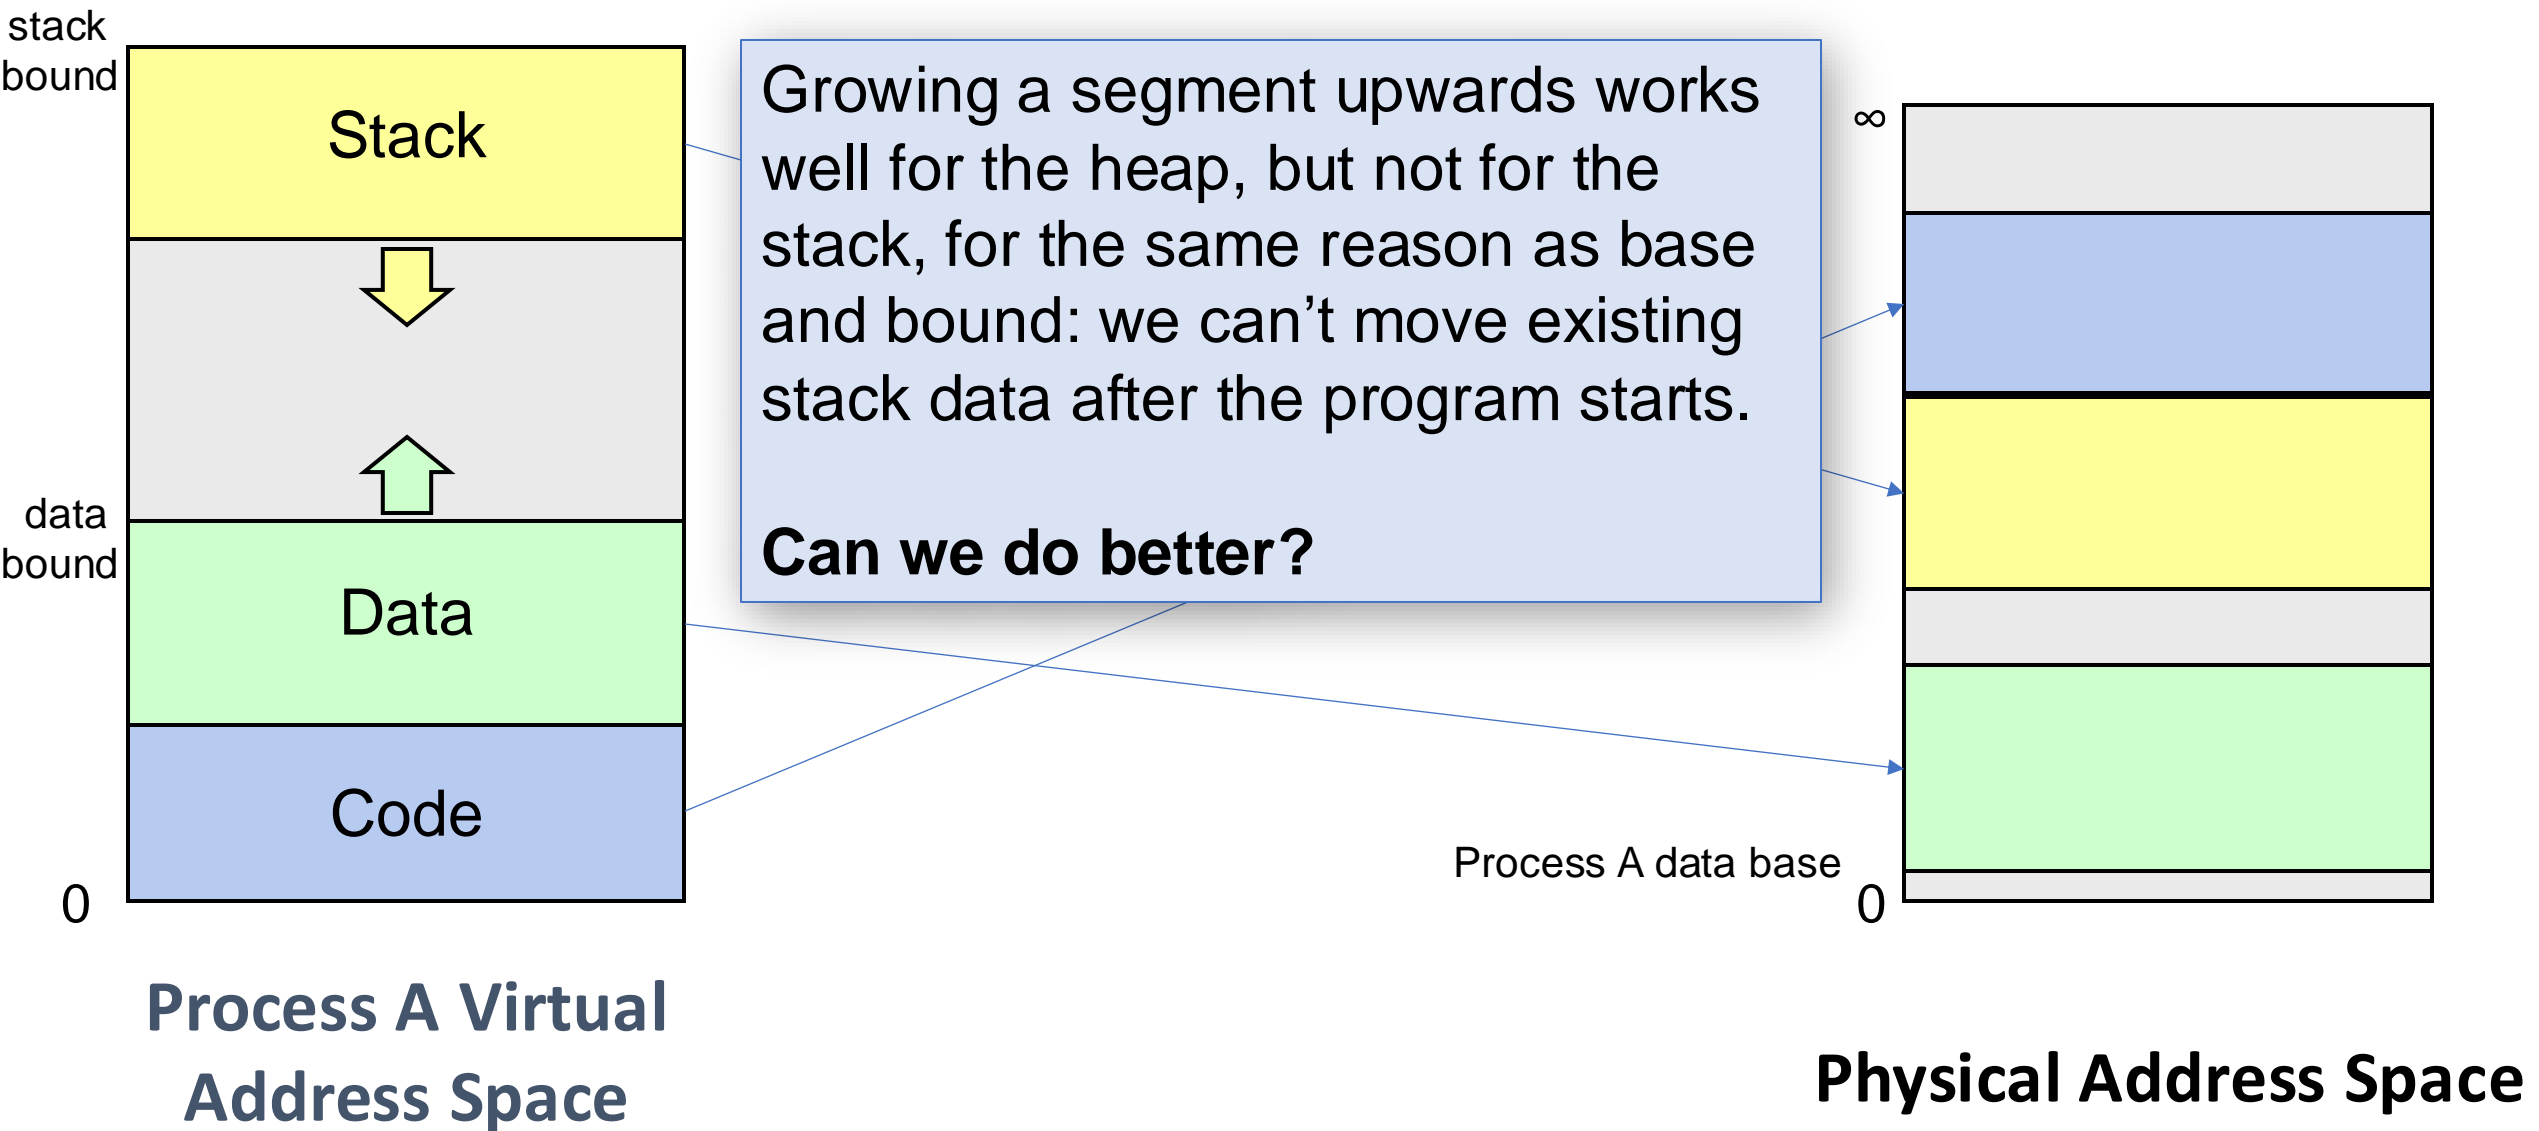 stack
bound
Stack
data
bound
Data
Code
0
Process A Virtual
Address Space
Growing a segment upwards works
well for the heap, but not for the
stack, for the same reason as base
and bound: we can’t move existing
stack data after the program starts.
Can we do better?
∞
Process A data base
0
Physical Address Space